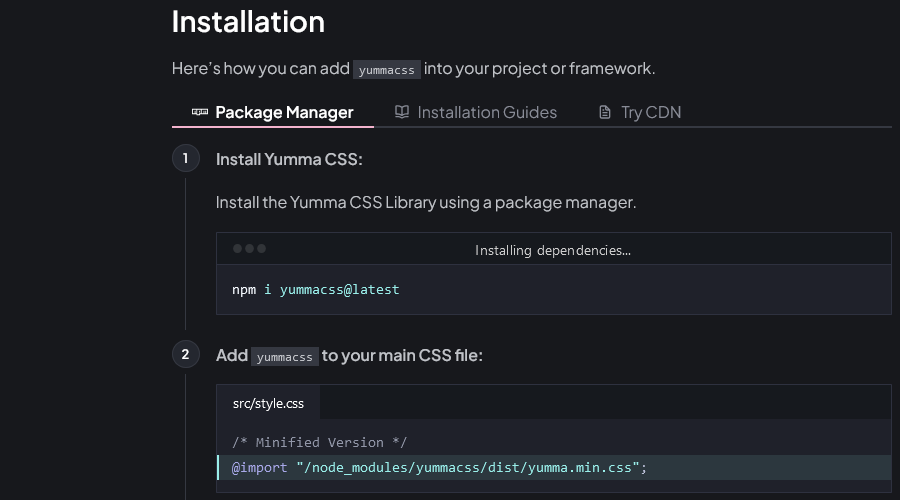 Installation
Here's how you can add yummacss into your project or framework.
Package Manager Installation Guides Try CDN
1 Install Yumma CSS:
Install the Yumma CSS Library using a package manager.
Installing dependencies...
npm i yummacss@latest
2 Add yummacss to your main CSS file:
src/style.css
/* Minified Version */
@import "/node_modules/yummacss/dist/yumma.min.css";